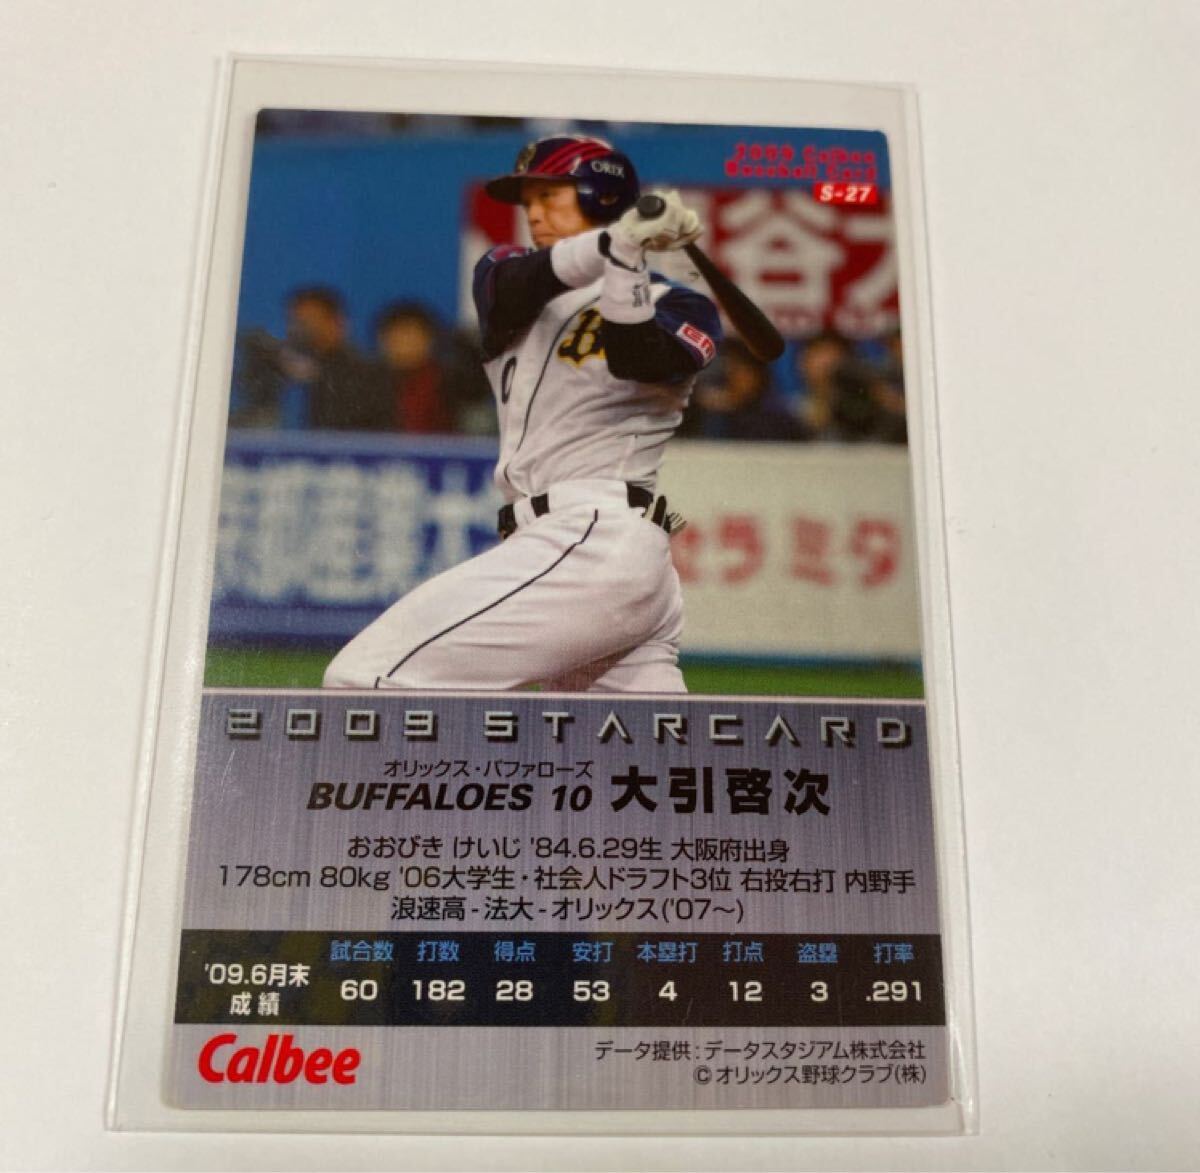 2009 Calbee
Baseball Card
S-27
ORIX
谷
セラミタ
2009 STARCARD
オリックス・バファローズ
BUFFALOES 10 大引啓次
おおびき けいじ '84.6.29生 大阪府出身
178cm 80kg '06大学生・社会人ドラフト3位 右投右打 内野手
浪速高-法大-オリックス('07〜)
試合数 打数 得点 安打 本塁打 打点 盗塁 打率
'09.6月末
成績
60 182 28 53 4 12 3 .291
Calbee
データ提供:データスタジアム株式会社
©オリックス野球クラブ(株)